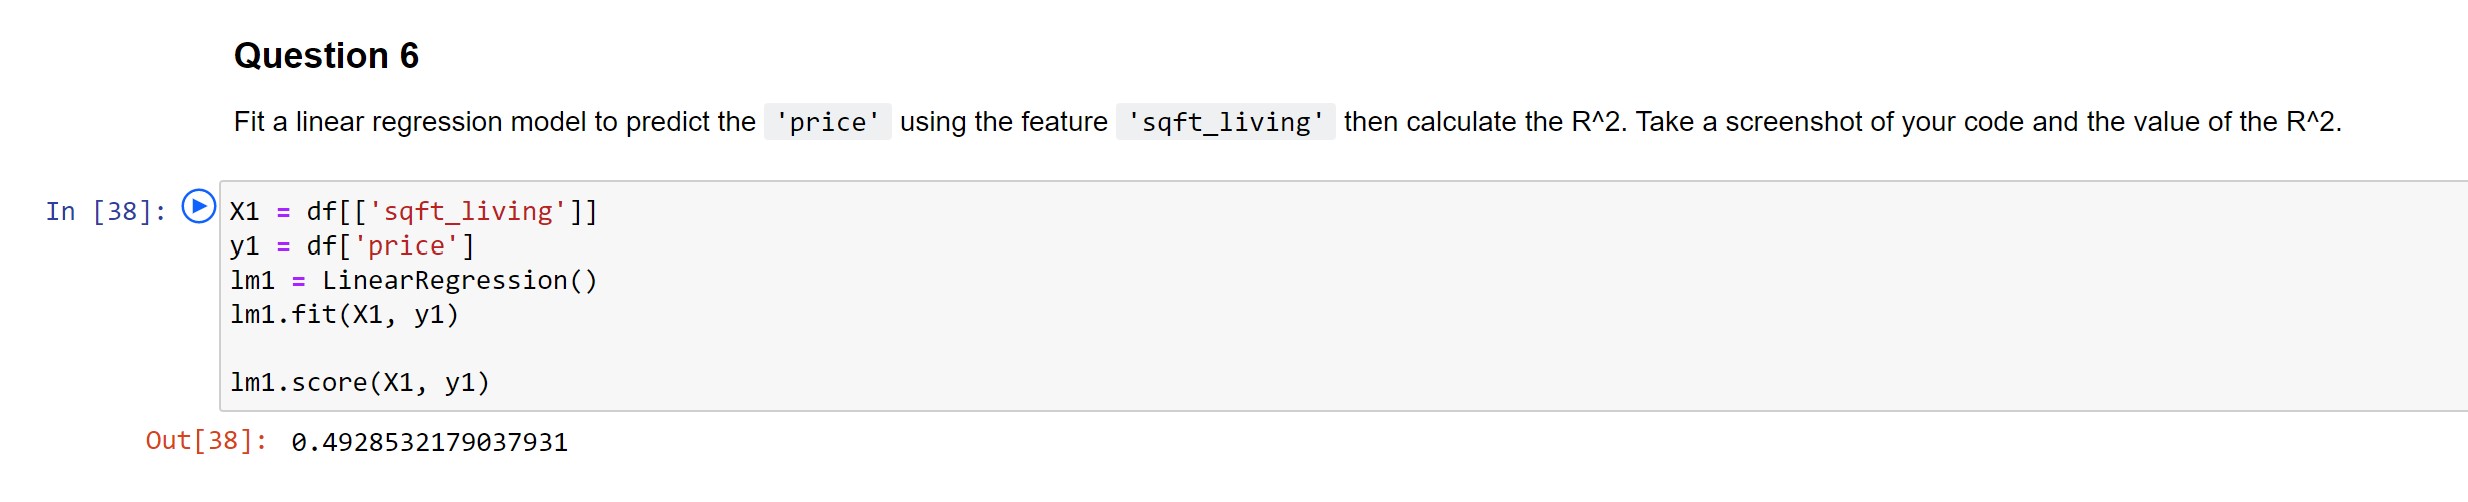 Question 6
Fit a linear regression model to predict the 'price' using the feature 'sqft_living' then calculate the R^2. Take a screenshot of your code and the value of the R^2.
In [38]: X1 = df[['sqft_living']]
y1 = df['price']
lm1 = LinearRegression()
lm1.fit(X1, y1)
lm1.score(X1, y1)
Out[38]: 0.4928532179037931